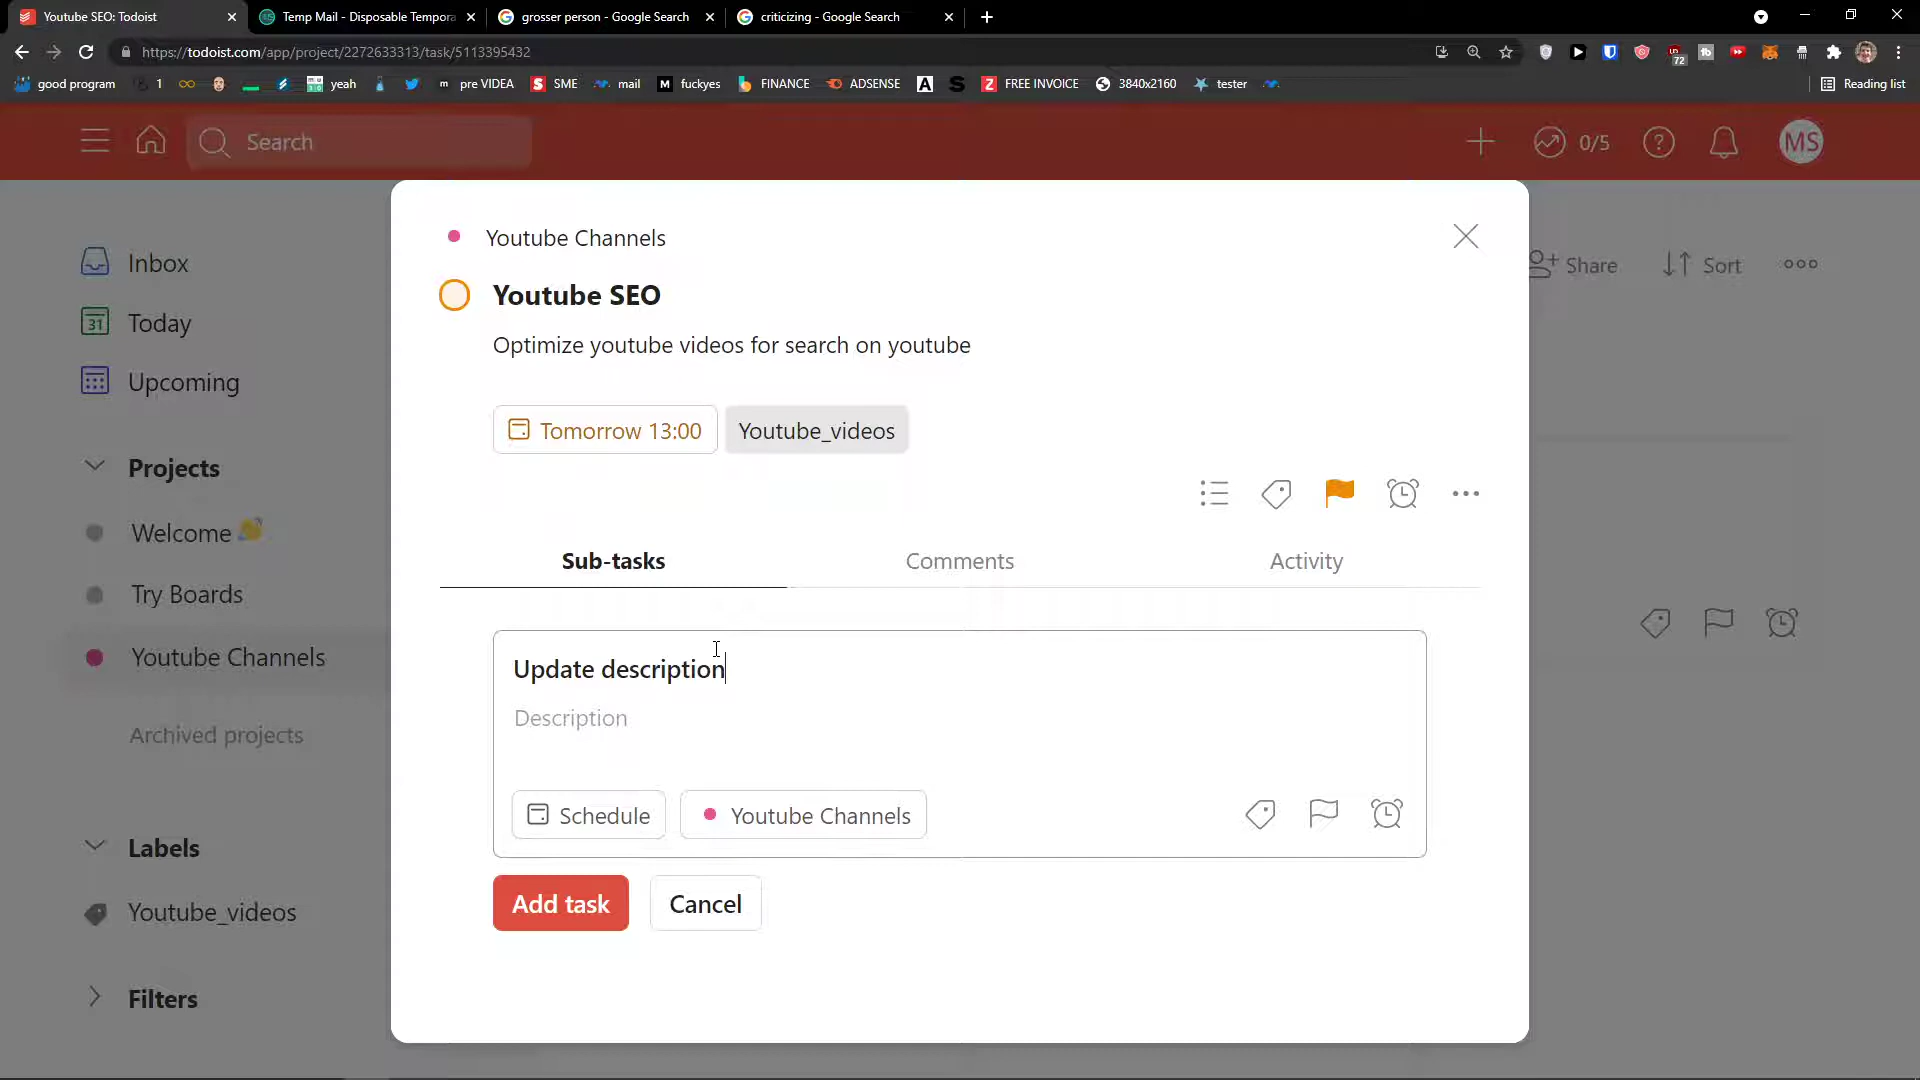 Youtube SEO: Todoist
Temp Mail - Disposable Tempora
grosser person - Google Search
criticizing - Google Search
https://todoist.com/app/project/2272633313/task/5113395432
72
good program 1 yeah pre VIDEA SME mail M fuckyes FINANCE ADSENSE A S Z FREE INVOICE 3840x2160 tester Reading list
Search 0/5 MS
Youtube Channels
Inbox Share Sort
Youtube SEO
31 Today
Optimize youtube videos for search on youtube
Upcoming
Tomorrow 13:00 Youtube_videos
Projects
Welcome
Sub-tasks Comments Activity
Try Boards
Youtube Channels
Update description
Description
Archived projects
Schedule Youtube Channels
Labels
Youtube_videos
Add task Cancel
Filters